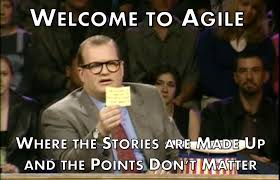 WELCOME TO AGILE
WHERE THE STORIES ARE MADE UP
AND THE POINTS DON'T MATTER